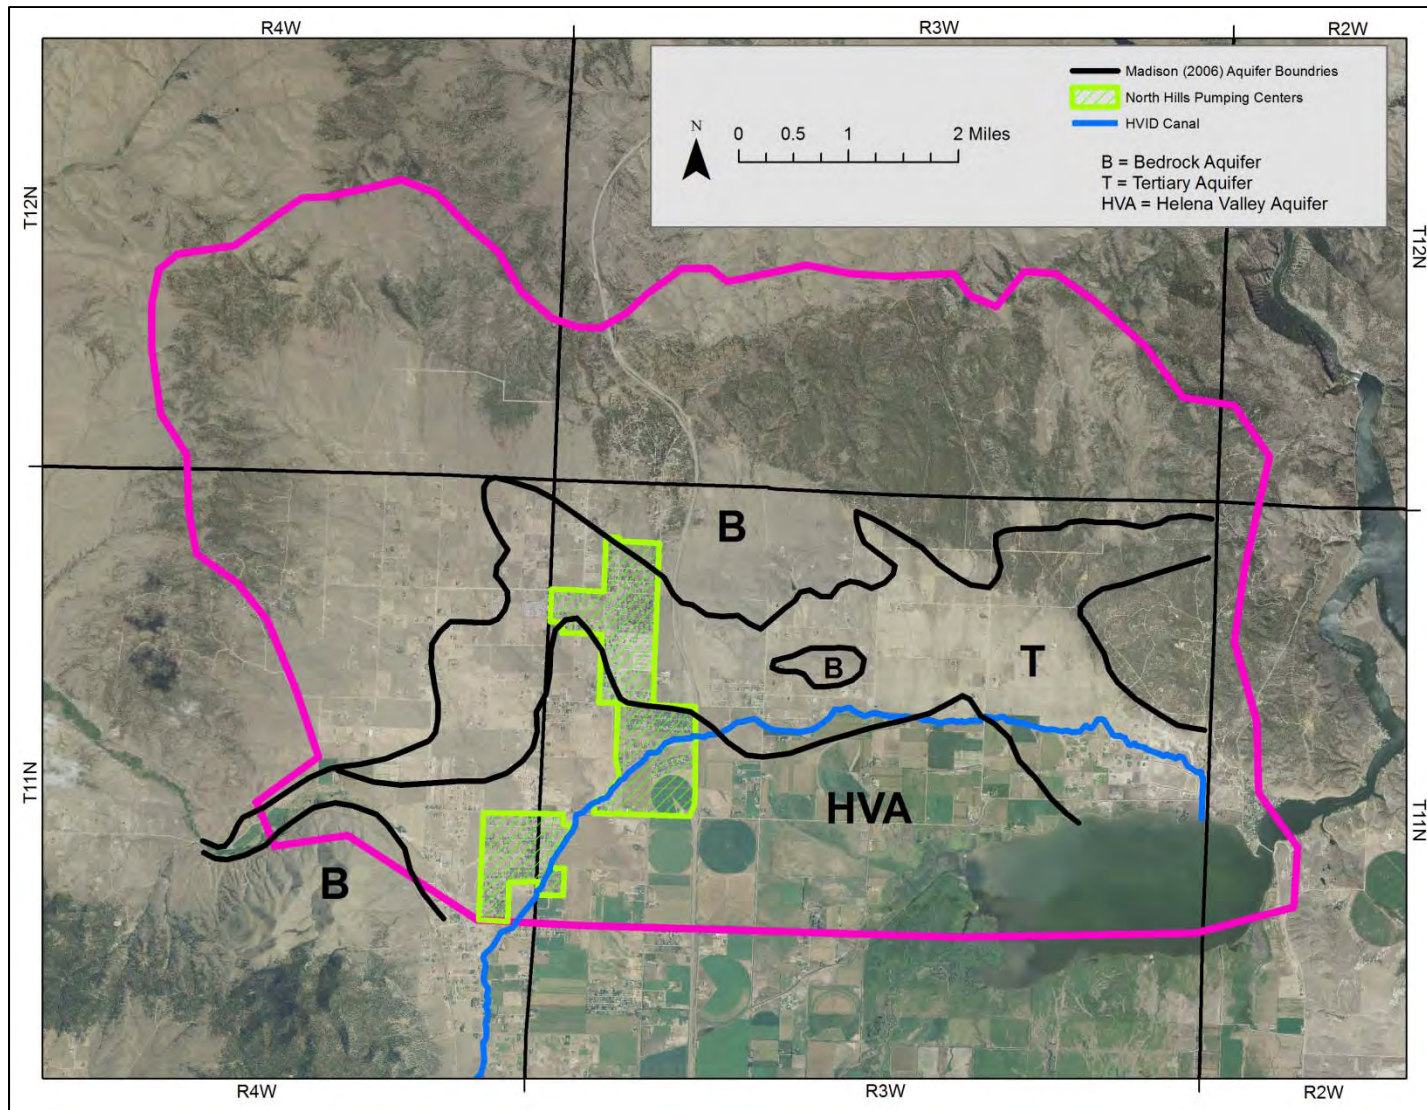 R4W
R3W
R2W
Madison (2006) Aquifer Boundries
North Hills Pumping Centers
HVID Canal
N
0 0.5 1 2 Miles
B = Bedrock Aquifer
T = Tertiary Aquifer
HVA = Helena Valley Aquifer
T12N
T12N
B
B
T
T11N
HVA
T11N
B
R4W
R3W
R2W